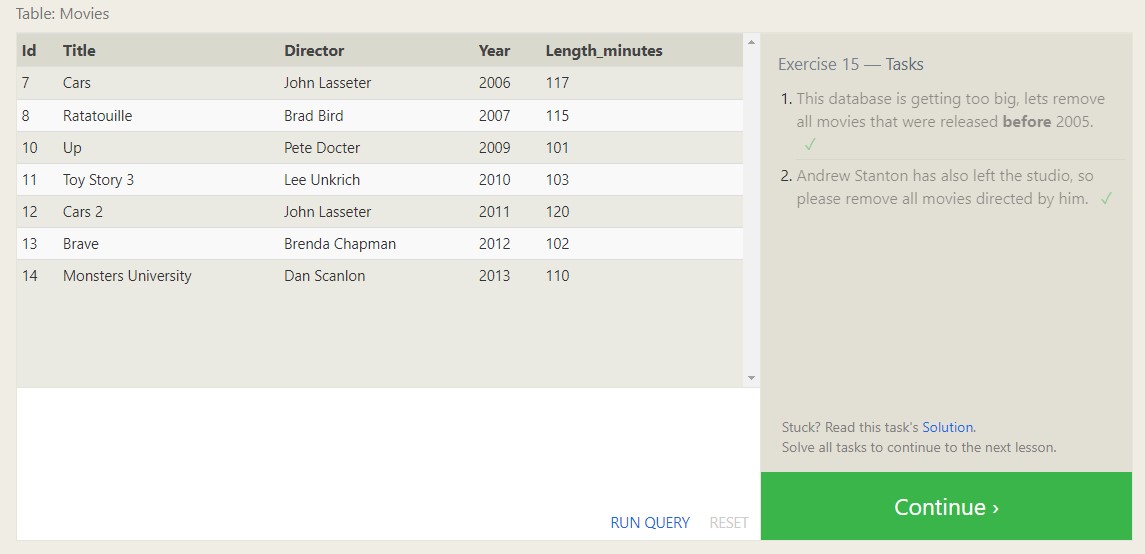 Table: Movies
Id Title Director Year Length_minutes
7 Cars John Lasseter 2006 117
8 Ratatouille Brad Bird 2007 115
10 Up Pete Docter 2009 101
11 Toy Story 3 Lee Unkrich 2010 103
12 Cars 2 John Lasseter 2011 120
13 Brave Brenda Chapman 2012 102
14 Monsters University Dan Scanlon 2013 110
RUN QUERY RESET
Exercise 15 — Tasks
1. This database is getting too big, lets remove
all movies that were released before 2005.
✓
2. Andrew Stanton has also left the studio, so
please remove all movies directed by him. ✓
Stuck? Read this task's Solution.
Solve all tasks to continue to the next lesson.
Continue ›